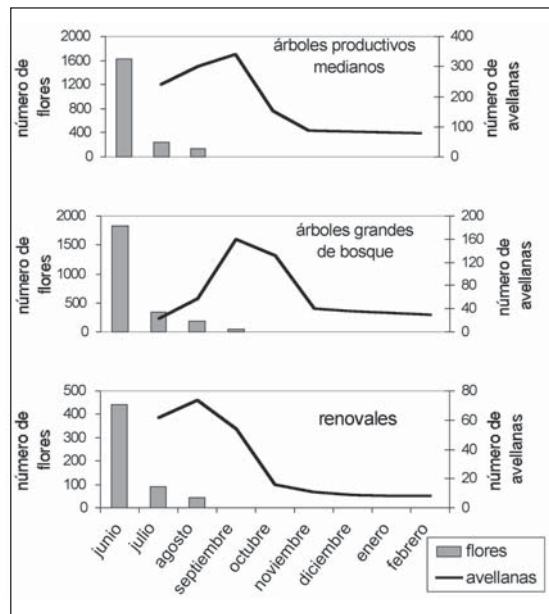 2000
1600
1200
800
400
0
número de
flores
árboles productivos
medianos
400
300
200
100
0
número de
avellanas
2000
1500
1000
500
0
número de
flores
árboles grandes
de bosque
200
160
120
80
40
0
número de
avellanas
500
400
300
200
100
0
número de
flores
renovales
80
60
40
20
0
número de
avellanas
junio
julio
agosto
septiembre
octubre
noviembre
diciembre
enero
febrero
flores
avellanas